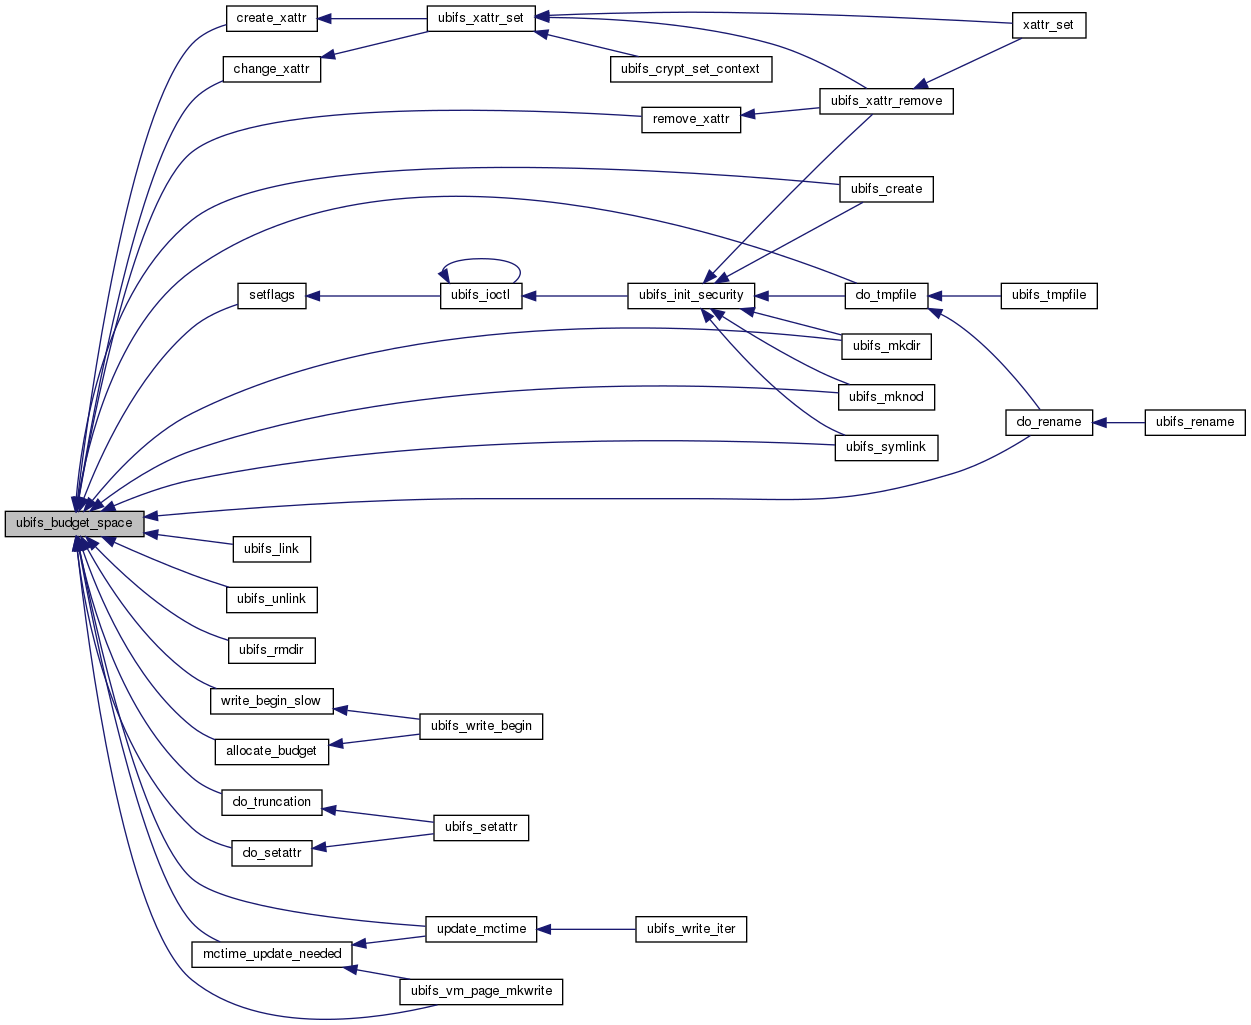 create_xattr
ubifs_xattr_set
xattr_set
change_xattr
ubifs_crypt_set_context
ubifs_xattr_remove
remove_xattr
ubifs_create
setflags
ubifs_ioctl
ubifs_init_security
do_tmpfile
ubifs_tmpfile
ubifs_mkdir
ubifs_mknod
do_rename
ubifs_rename
ubifs_symlink
ubifs_budget_space
ubifs_link
ubifs_unlink
ubifs_rmdir
write_begin_slow
ubifs_write_begin
allocate_budget
do_truncation
ubifs_setattr
do_setattr
update_mctime
ubifs_write_iter
mctime_update_needed
ubifs_vm_page_mkwrite